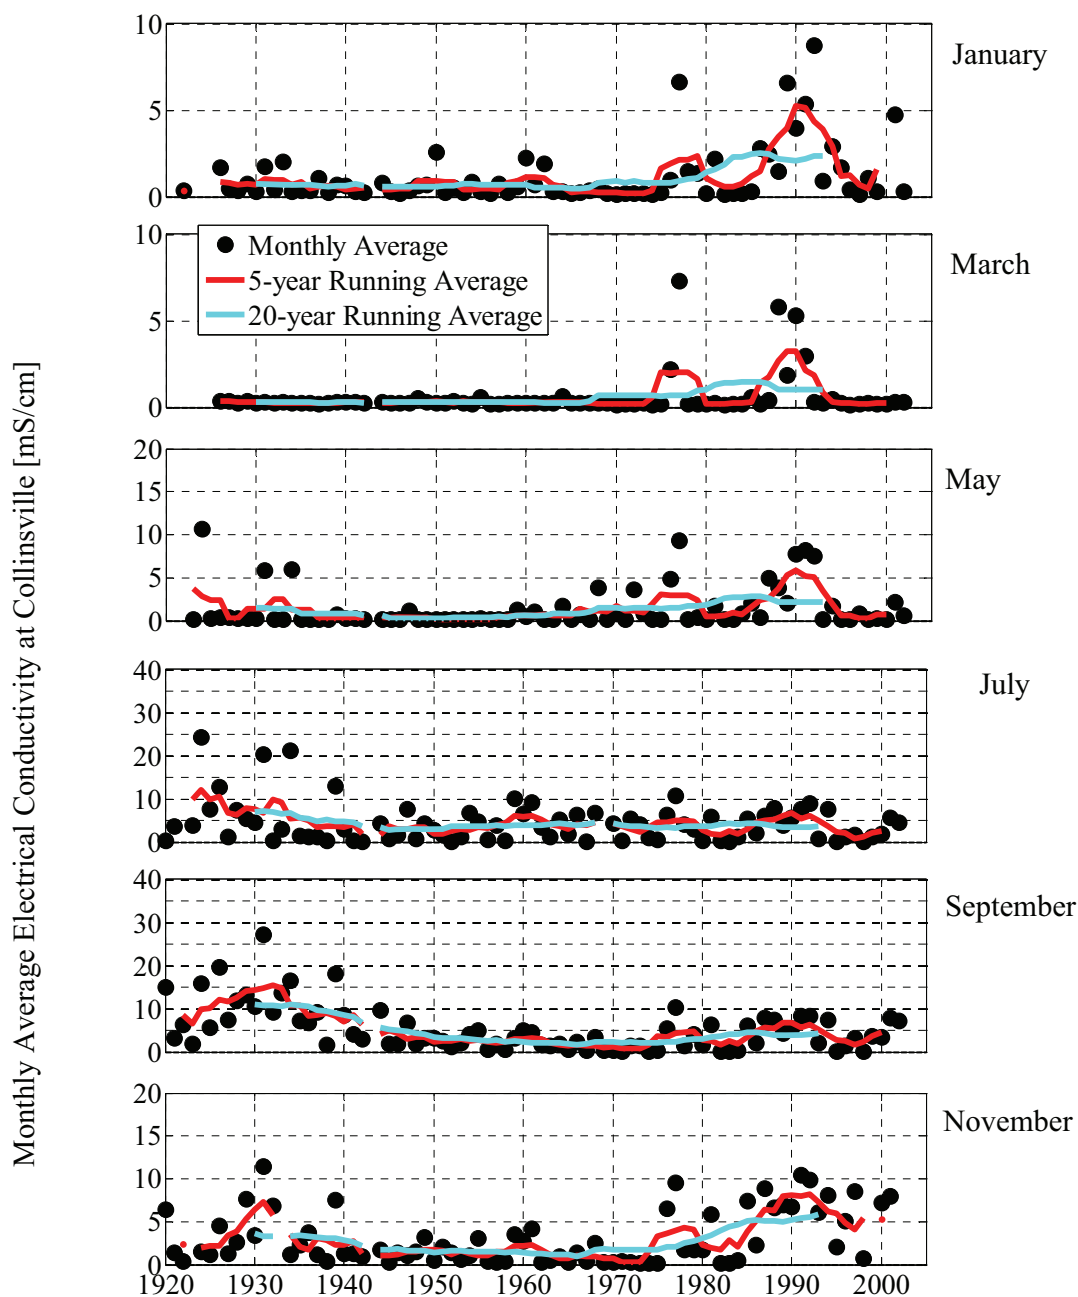 Monthly Average Electrical Conductivity at Collinsville [mS/cm]
10
5
0
January
10
5
0
March
Monthly Average
5-year Running Average
20-year Running Average
20
15
10
5
0
May
40
30
20
10
0
July
40
30
20
10
0
September
20
15
10
5
0
November
1920 1930 1940 1950 1960 1970 1980 1990 2000